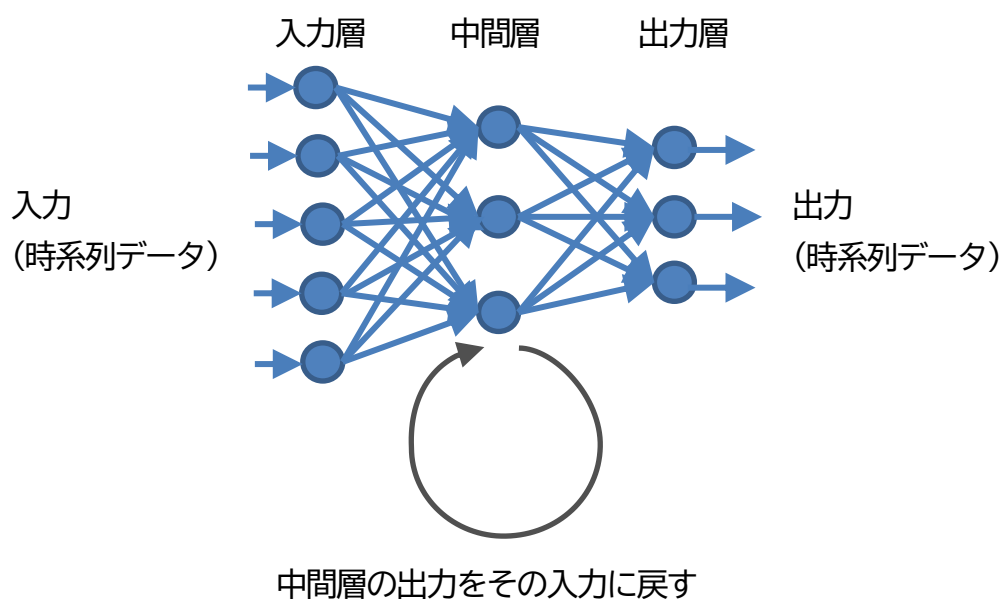 入力層 中間層 出力層
入力
（時系列データ）
出力
（時系列データ）
中間層の出力をその入力に戻す